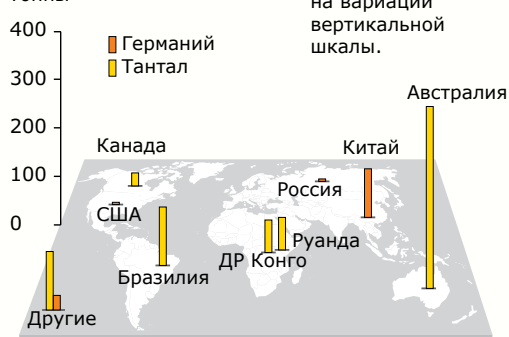 на вариации
вертикальной
шкалы.
400
300
200
100
0
Германий
Тантал
Австралия
Канада
Китай
Россия
США
Руанда
ДР Конго
Бразилия
Другие